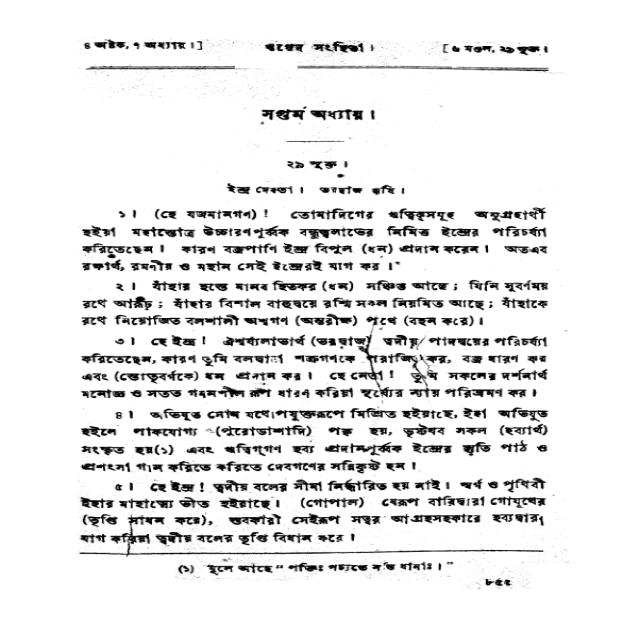 ৪ অষ্টক, ৭ অধ্যায়।] ঋগ্বেদ সংহিতা। [৬ মণ্ডল, ২৯ সূক্ত।
সপ্তম অধ্যায়।
২৯ সূক্ত।
ইন্দ্র দেবতা। ভরদ্বাজ ঋষি।
১। (হে যজমানগণ)! তোমাদিগের ঋত্বিক্‌সমূহ অনুগ্রহার্থী
হইয়া মহাস্তোত্র উচ্চারণপূর্ব্বক বন্ধুত্বলাভের নিমিত্ত ইন্দ্রের পরিচর্য্যা
করিতেছেন। কারণ বজ্রপাণি ইন্দ্র বিপুল (ধন) প্রদান করেন। অতএব
রক্ষার্থ, রমণীয় ও মহান সেই ইন্দ্রেরই যাগ কর।
২। যাঁহার হস্তে মানব হিতকর (ধন) সঞ্চিত আছে; যিনি সুবর্ণময়
রথে আরূঢ়; যাঁহার বিশাল বাহুদ্বয়ে রশ্মি সকল নিয়মিত আছে; যাঁহাকে
রথে নিয়োজিত বলশালী অশ্বগণ (অন্তরীক্ষ) পথে (বহন করে)।
৩। হে ইন্দ্র! ঐশ্বর্য্যলাভার্থ (ভরদ্বাজ) ত্বদীয় পাদদ্বয়ের পরিচর্য্যা
করিতেছেন, কারণ তুমি বলদ্বারা শত্রুগণকে পরাজিত কর, বজ্র ধারণ কর
এবং (স্তোতৃবর্গকে) ধন প্রদান কর। হে নেতা! তুমি সকলের দর্শনার্থ
মনোজ্ঞ ও সতত গমনশীল রূপ ধারণ করিয়া সূর্য্যের ন্যায় পরিভ্রমণ কর।
৪। অভিষুত সোম যথোপযুক্তরূপে মিশ্রিত হইয়াছে, ইহা অভিষুত
হইলে পাকযোগ্য (পুরোডাশাদি) পক্ব হয়, ভৃষ্টযব সকল (হব্যার্থ)
সংস্কৃত হয়(১) এবং ঋত্বিগ্‌গণ হব্য প্রদানপূর্ব্বক ইন্দ্রের স্তুতি পাঠ ও
প্রশংসা গান করিতে করিতে দেবগণের সন্নিকৃষ্ট হন।
৫। হে ইন্দ্র! ত্বদীয় বলের সীমা নির্দ্ধারিত হয় নাই। স্বর্গ ও পৃথিবী
ইহার মাহাত্ম্যে ভীত হইয়াছে। (গোপাল) যেরূপ বারিদ্বারা গোযূথের
(তৃপ্তি সাধন করে), স্তবকারী সেইরূপ সত্বর আগ্রহসহকারে হব্যদ্বারা
যাগ করিয়া ত্বদীয় বলের তৃপ্তি বিধান করে।
(১) মূলে আছে “পক্তিঃ পচ্যতে সন্তি ধানাঃ।”
৮৫৫